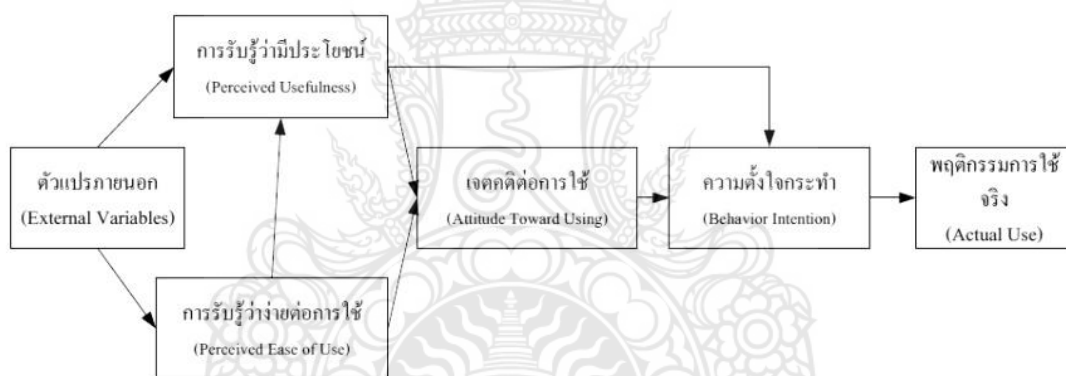 การรับรู้ว่ามีประโยชน์
(Perceived Usefulness)
ตัวแปรภายนอก
(External Variables)
เจตคติต่อการใช้
(Attitude Toward Using)
ความตั้งใจกระทำ
(Behavior Intention)
พฤติกรรมการใช้
จริง
(Actual Use)
การรับรู้ว่าง่ายต่อการใช้
(Perceived Ease of Use)